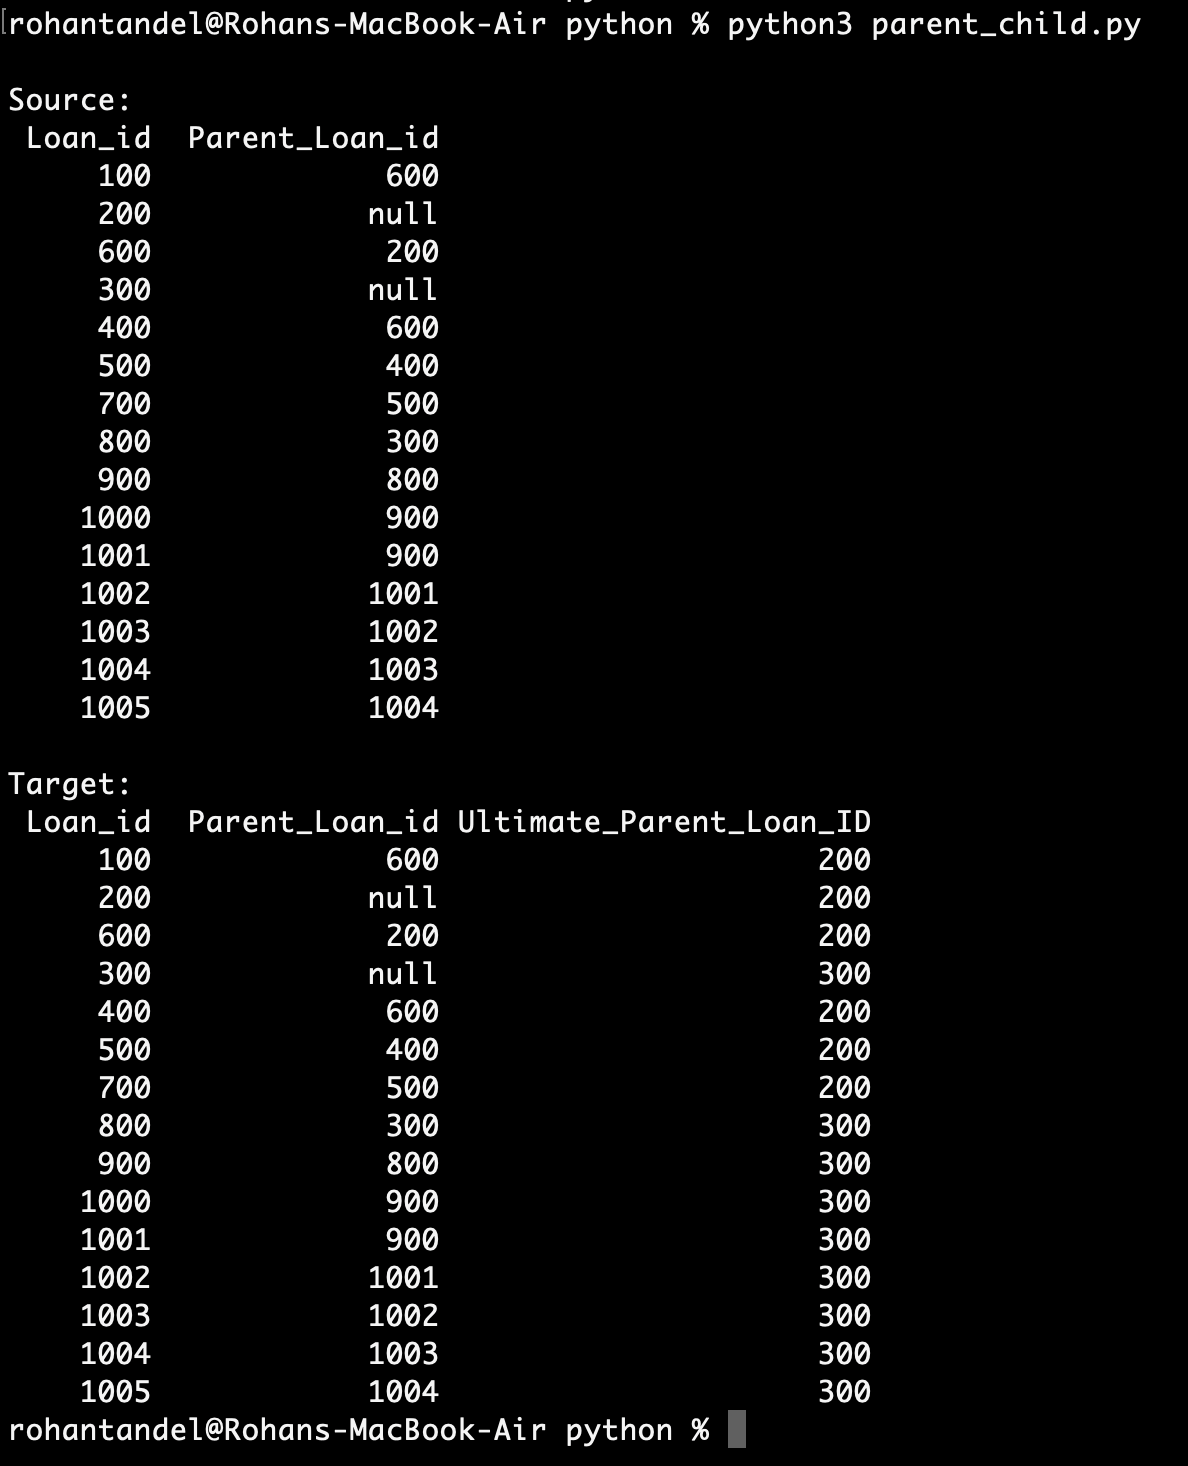 rohantandel@Rohans-MacBook-Air python % python3 parent_child.py
Source:
Loan_id Parent_Loan_id
100 600
200 null
600 200
300 null
400 600
500 400
700 500
800 300
900 800
1000 900
1001 900
1002 1001
1003 1002
1004 1003
1005 1004
Target:
Loan_id Parent_Loan_id Ultimate_Parent_Loan_ID
100 600 200
200 null 200
600 200 200
300 null 300
400 600 200
500 400 200
700 500 200
800 300 300
900 800 300
1000 900 300
1001 900 300
1002 1001 300
1003 1002 300
1004 1003 300
1005 1004 300
rohantandel@Rohans-MacBook-Air python %